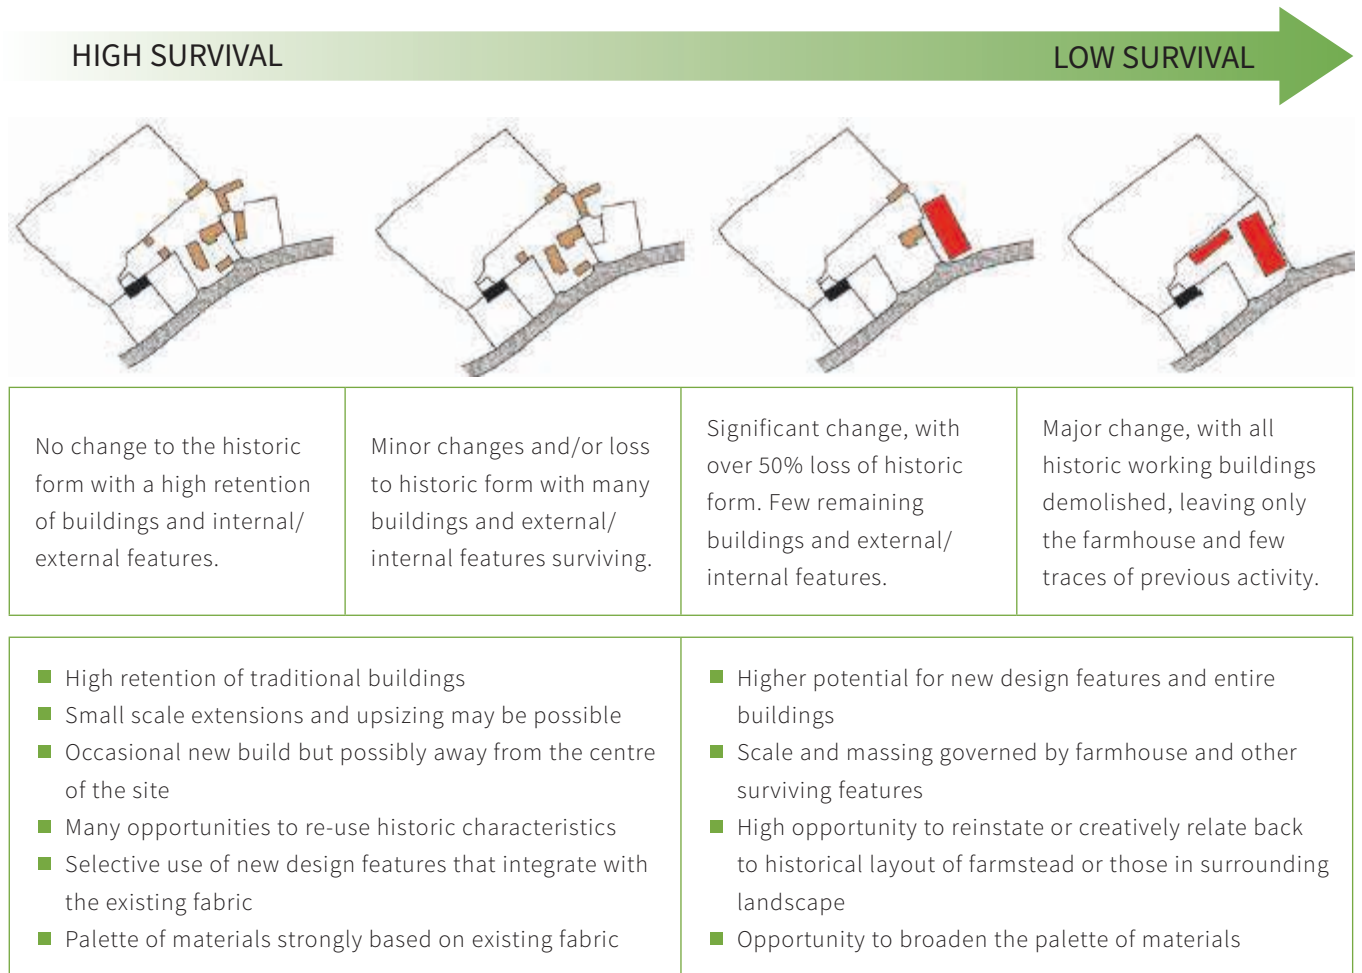 HIGH SURVIVAL
LOW SURVIVAL
No change to the historic
form with a high retention
of buildings and internal/
external features.
Minor changes and/or loss
to historic form with many
buildings and external/
internal features surviving.
Significant change, with
over 50% loss of historic
form. Few remaining
buildings and external/
internal features.
Major change, with all
historic working buildings
demolished, leaving only
the farmhouse and few
traces of previous activity.
■ High retention of traditional buildings
■ Small scale extensions and upsizing may be possible
■ Occasional new build but possibly away from the centre
of the site
■ Many opportunities to re-use historic characteristics
■ Selective use of new design features that integrate with
the existing fabric
■ Palette of materials strongly based on existing fabric
■ Higher potential for new design features and entire
buildings
■ Scale and massing governed by farmhouse and other
surviving features
■ High opportunity to reinstate or creatively relate back
to historical layout of farmstead or those in surrounding
landscape
■ Opportunity to broaden the palette of materials